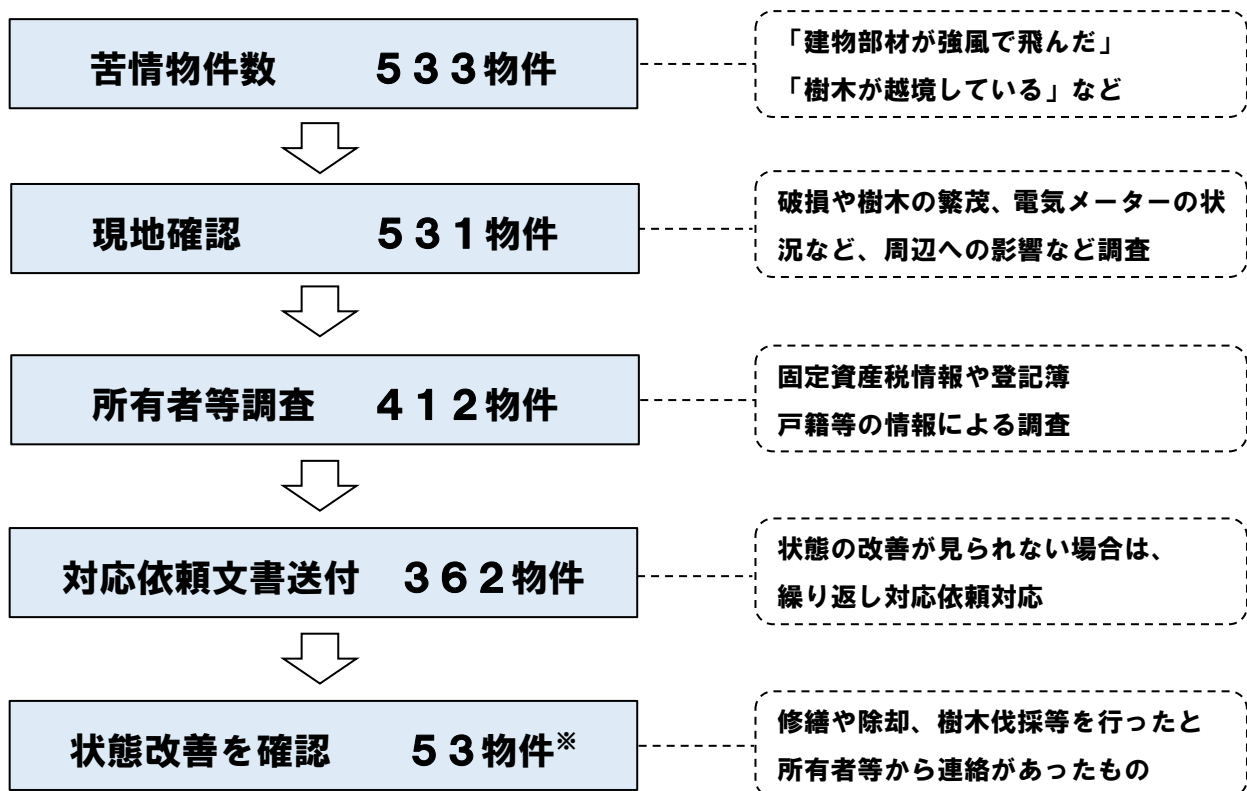 苦情物件数　５３３物件
「建物部材が強風で飛んだ」
「樹木が越境している」など
現地確認　５３１物件
破損や樹木の繁茂、電気メーターの状
況など、周辺への影響など調査
所有者等調査　４１２物件
固定資産税情報や登記簿
戸籍等の情報による調査
対応依頼文書送付　３６２物件
状態の改善が見られない場合は、
繰り返し対応依頼対応
状態改善を確認　５３物件※
修繕や除却、樹木伐採等を行ったと
所有者等から連絡があったもの